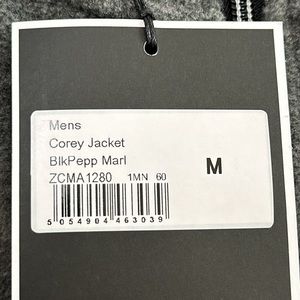 Mens
Corey Jacket
BlkPepp Marl
ZCMA1280 1MN 60
M
5054904463039